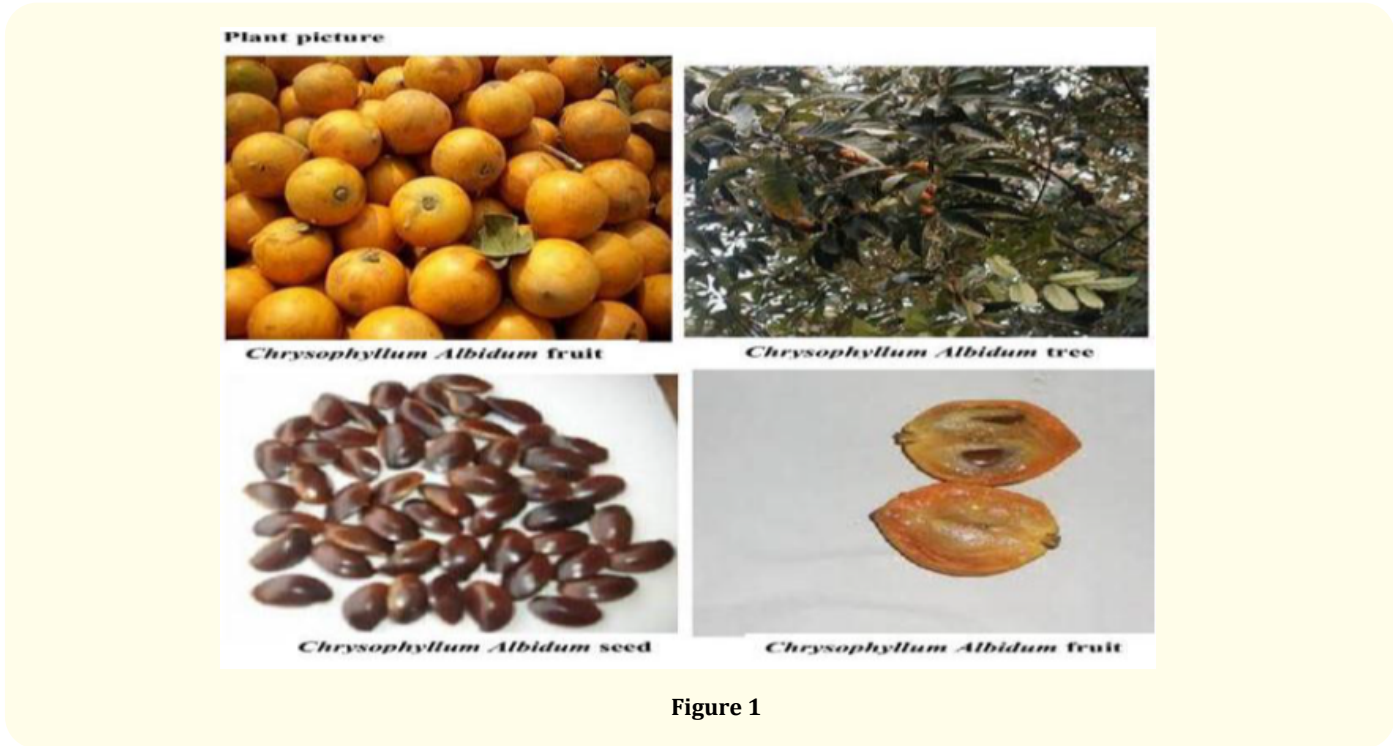 Plant picture
Chrysophyllum Albidum fruit
Chrysophyllum Albidum tree
Chrysophyllum Albidum seed
Chrysophyllum Albidum fruit
Figure 1